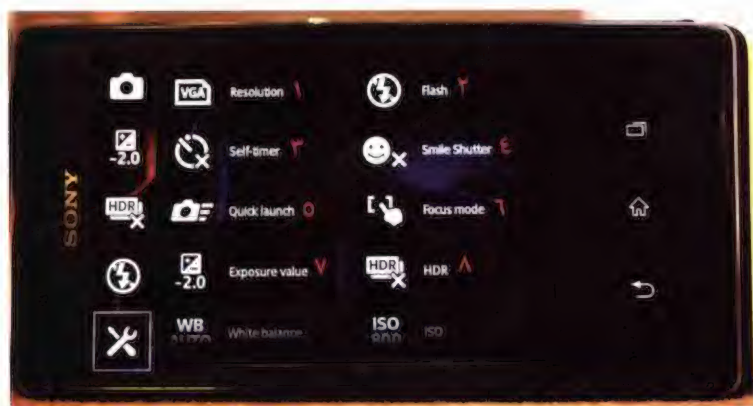 SONY
VGA Resolution ١
Flash ٢
-2.0
Self-timer ٣
Smile Shutter ٤
HDR
Quick launch ٥
Focus mode ٦
-2.0
Exposure value ٧
HDR
HDR ٨
WB
AUTO
White balance
ISO
800
ISO